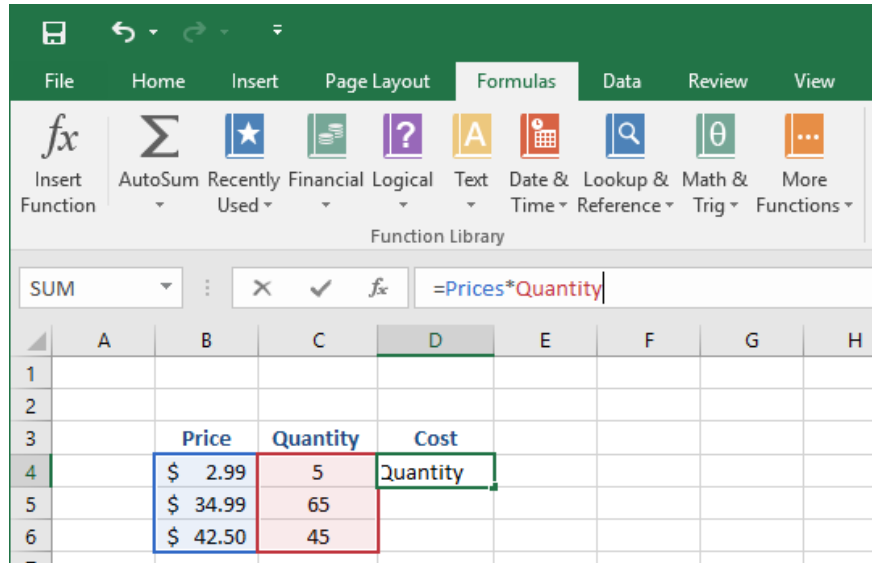 File Home Insert Page Layout Formulas Data Review View
fx Σ ★ ? A θ ...
Insert AutoSum Recently Financial Logical Text Date & Lookup & Math & More
Function Used Time Reference Trig Functions
Function Library
SUM fx =Prices*Quantity
A B C D E F G H
1
2
3 Price Quantity Cost
4 $ 2.99 5 Quantity
5 $ 34.99 65
6 $ 42.50 45